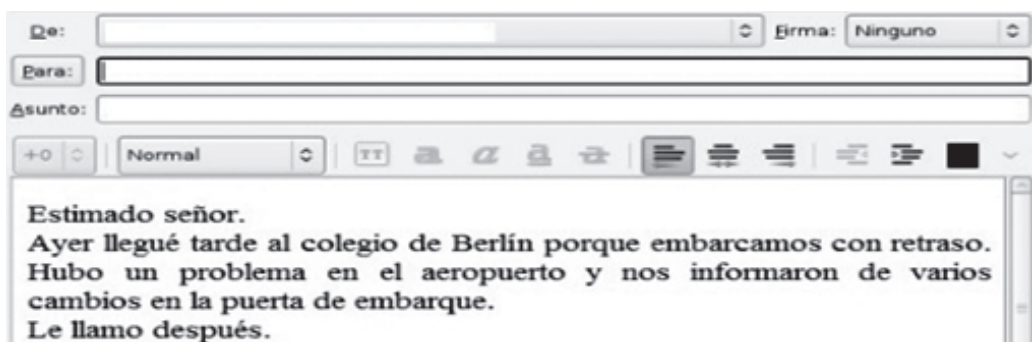 De: Firma: Ninguno
Para:
Asunto:
+0 Normal TT a a a a
Estimado señor.
Ayer llegué tarde al colegio de Berlín porque embarcamos con retraso.
Hubo un problema en el aeropuerto y nos informaron de varios
cambios en la puerta de embarque.
Le llamo después.